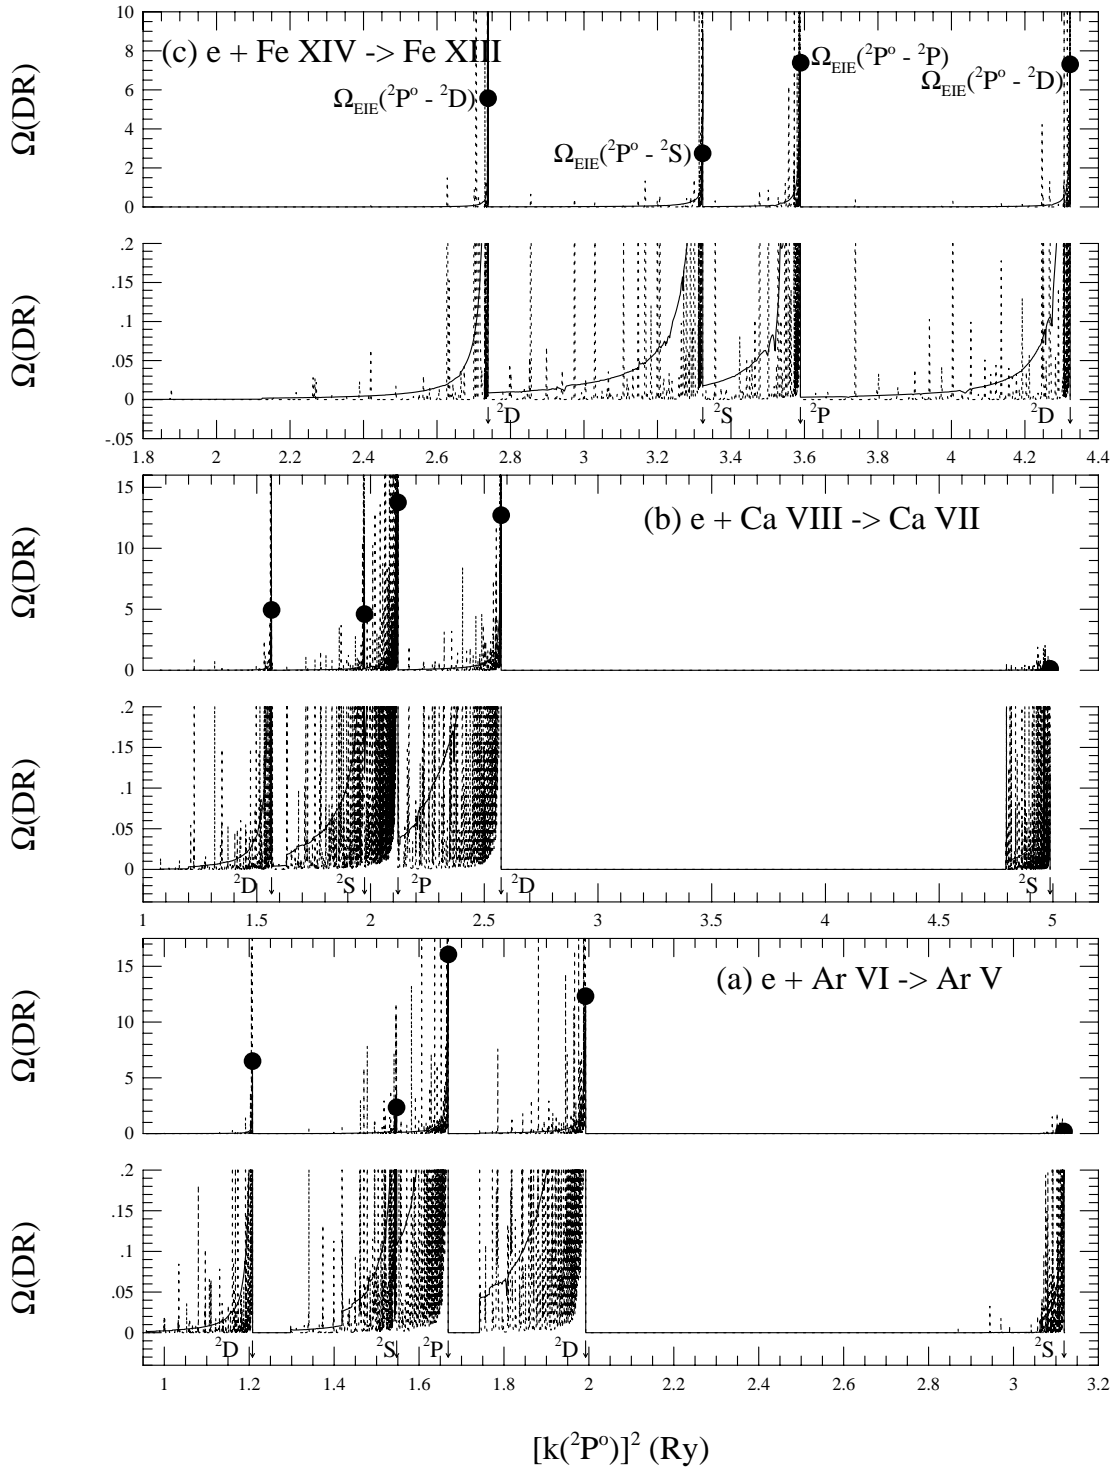 (c) e + Fe XIV -> Fe XIII
Ω(DR)
10
8
6
4
2
0
Ω_EIE(²Pᵒ - ²D)
Ω_EIE(²Pᵒ - ²S)
Ω_EIE(²Pᵒ - ²P)
Ω_EIE(²Pᵒ - ²D)
Ω(DR)
.2
.15
.1
.05
0
-.05
²D
²S
²P
²D
1.8 2 2.2 2.4 2.6 2.8 3 3.2 3.4 3.6 3.8 4 4.2 4.4
(b) e + Ca VIII -> Ca VII
Ω(DR)
15
10
5
0
Ω(DR)
.2
.15
.1
.05
0
²D
²S
²P
²D
²S
1 1.5 2 2.5 3 3.5 4 4.5 5
(a) e + Ar VI -> Ar V
Ω(DR)
15
10
5
0
Ω(DR)
.2
.15
.1
.05
0
²D
²S
²P
²D
²S
1 1.2 1.4 1.6 1.8 2 2.2 2.4 2.6 2.8 3 3.2
[k(²Pᵒ)]² (Ry)